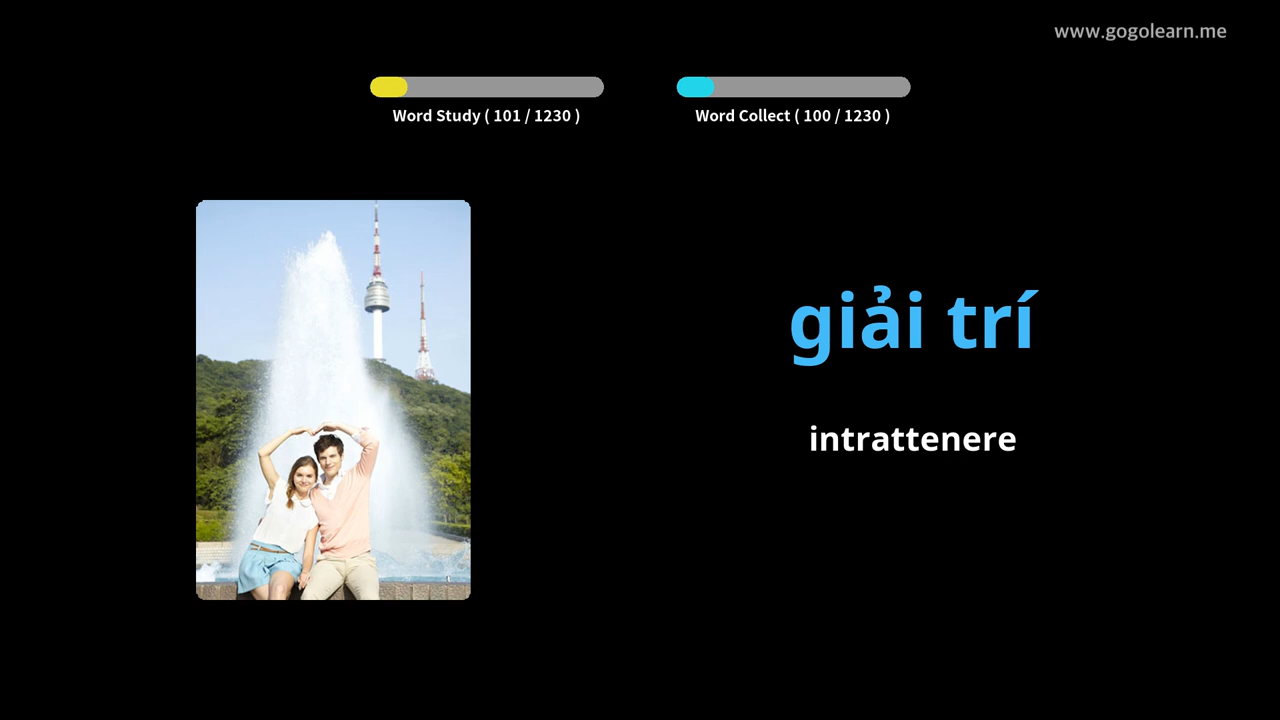 www.gogolearn.me
Word Study ( 101 / 1230 )
Word Collect ( 100 / 1230 )
giải trí
intrattenere